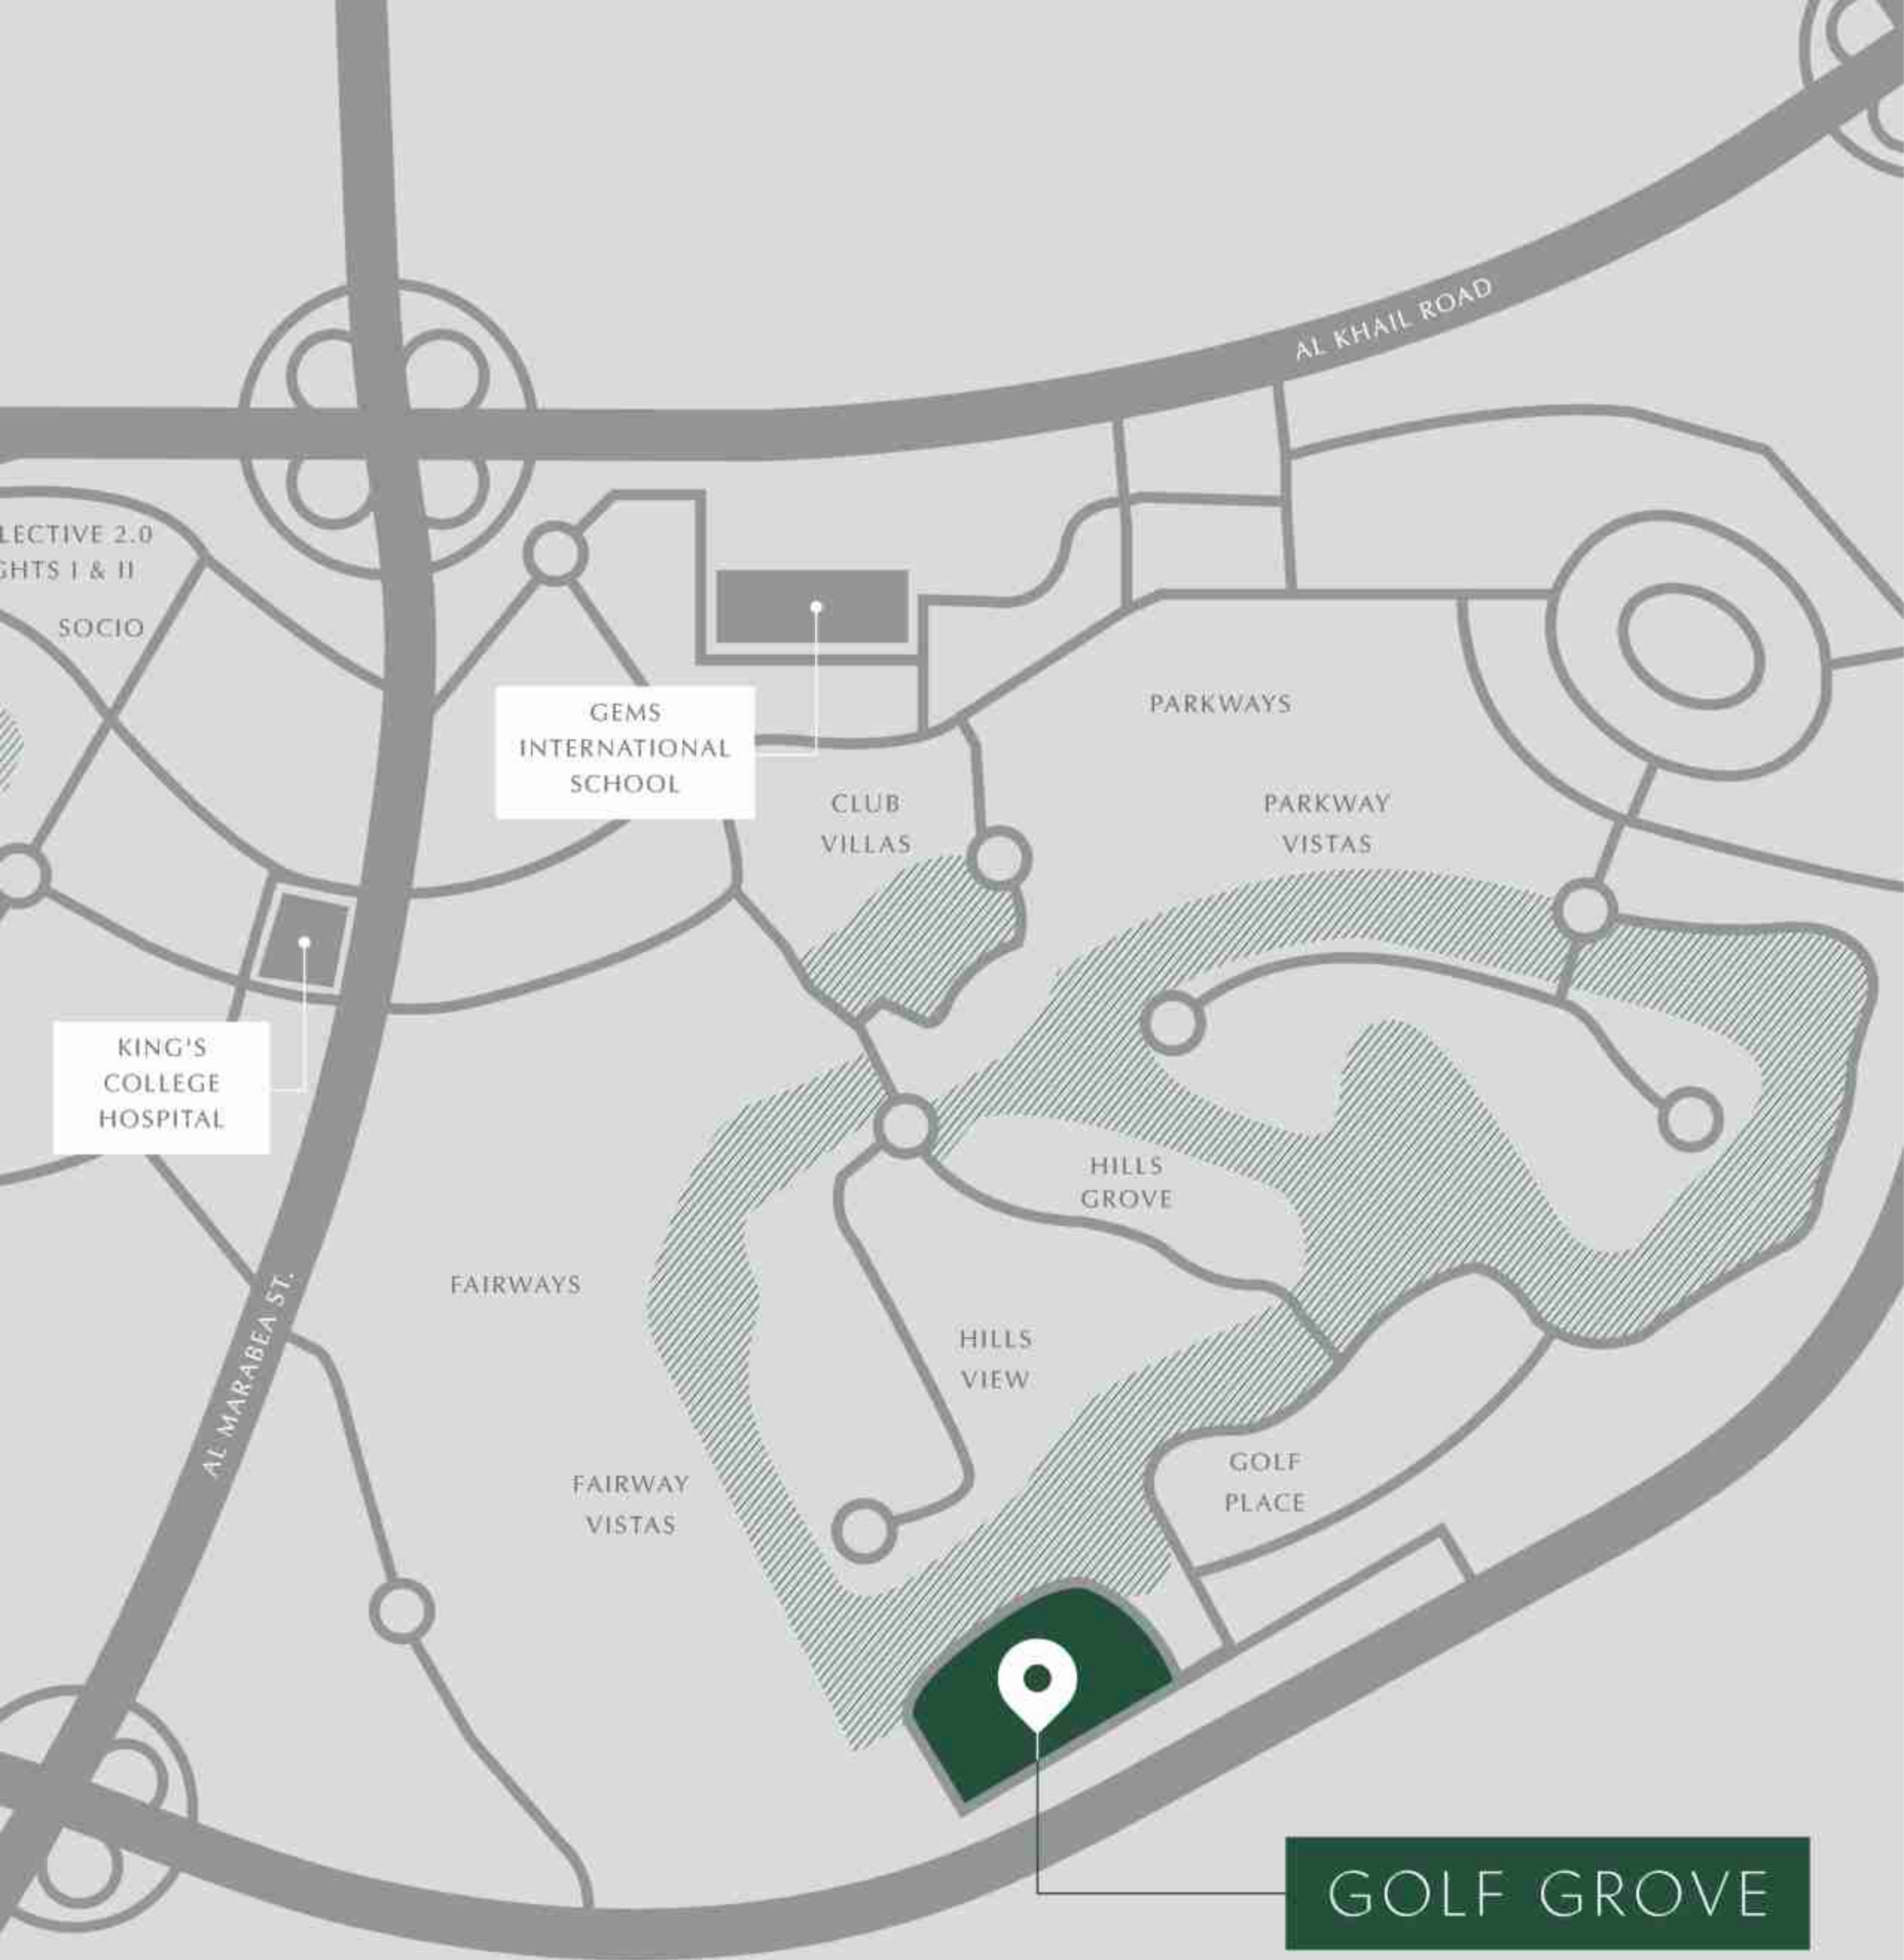 AL KHAIL ROAD
LECTIVE 2.0
GHTS I & II
SOCIO
GEMS
INTERNATIONAL
SCHOOL
PARKWAYS
CLUB
VILLAS
PARKWAY
VISTAS
KING'S
COLLEGE
HOSPITAL
HILLS
GROVE
FAIRWAYS
AL MARABEA ST.
HILLS
VIEW
GOLF
PLACE
FAIRWAY
VISTAS
GOLF GROVE